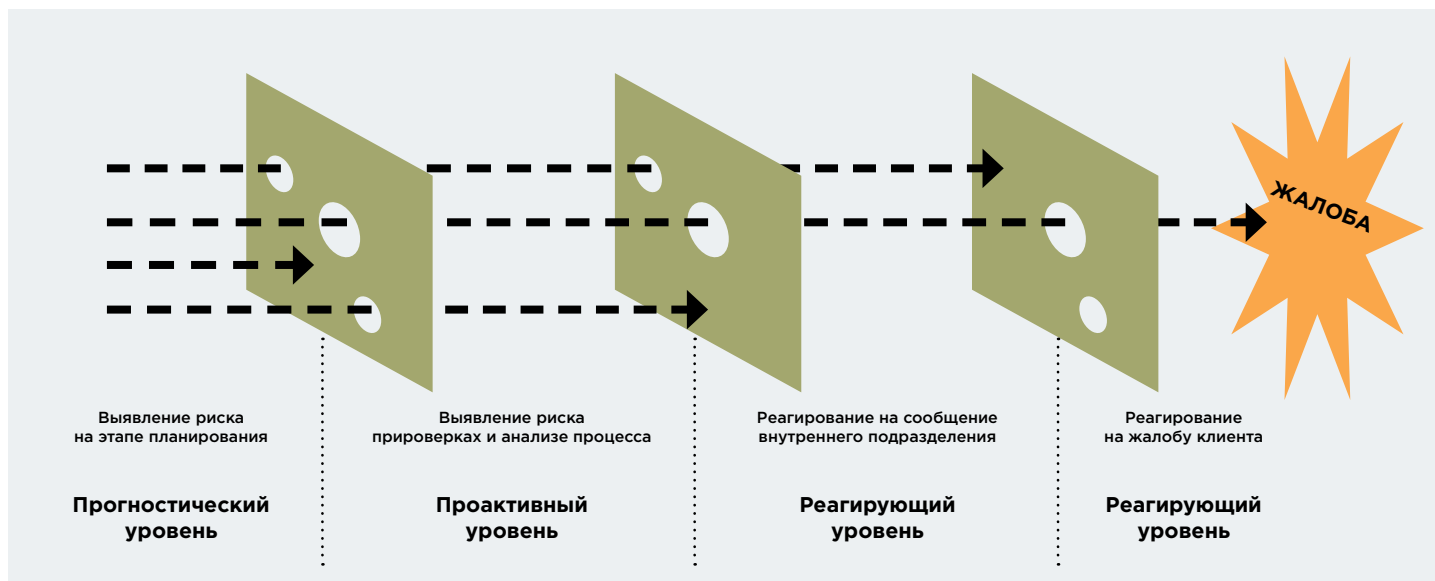 ЖАЛОБА
Выявление риска
на этапе планирования
Выявление риска
прироверках и анализе процесса
Реагирование на сообщение
внутреннего подразделения
Реагирование
на жалобу клиента
Прогностический
уровень
Проактивный
уровень
Реагирующий
уровень
Реагирующий
уровень